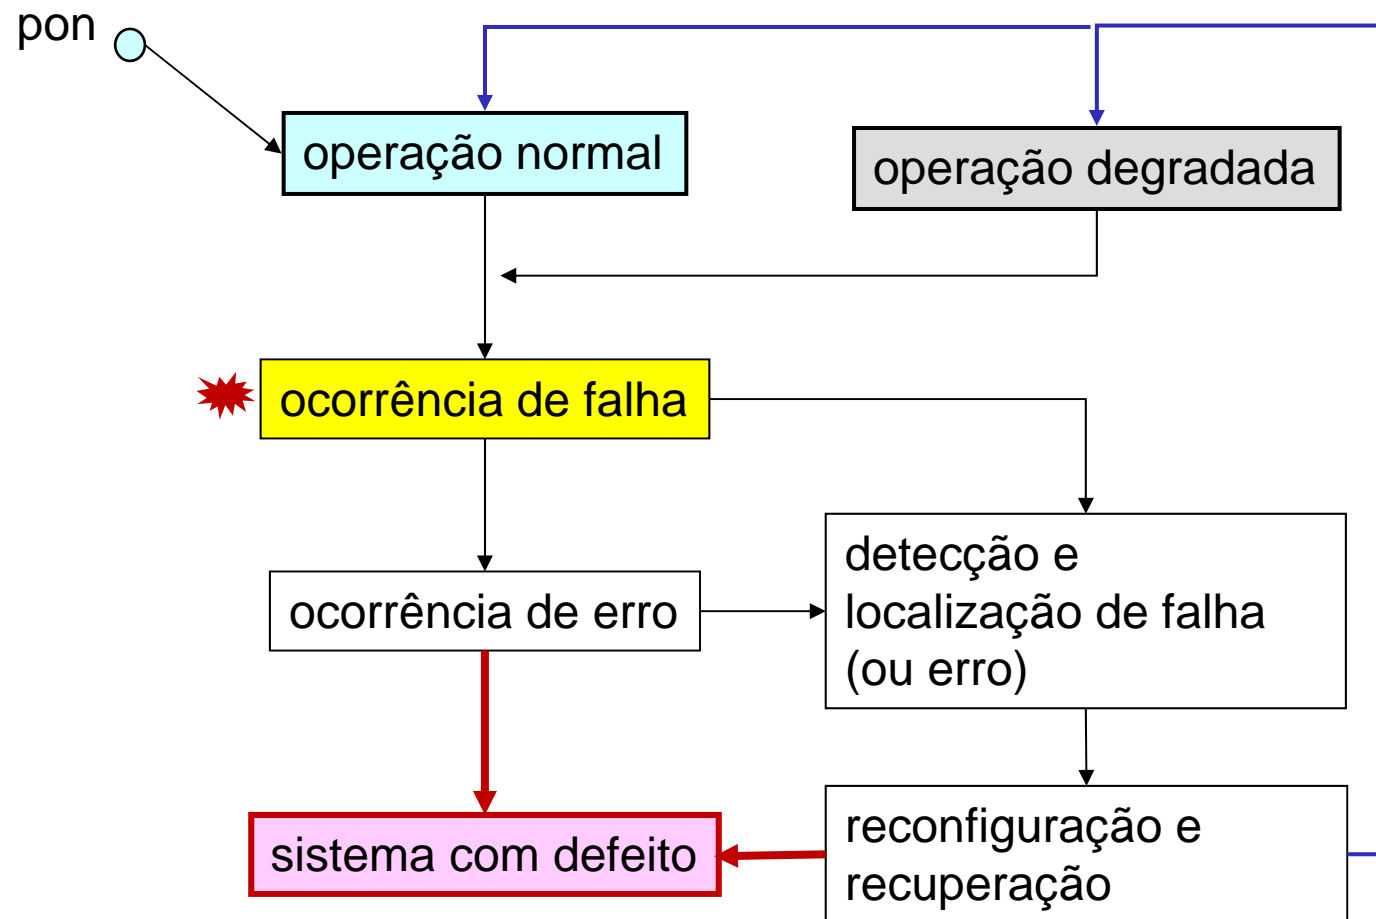 pon
operação normal
operação degradada
ocorrência de falha
detecção e
localização de falha
(ou erro)
ocorrência de erro
reconfiguração e
recuperação
sistema com defeito